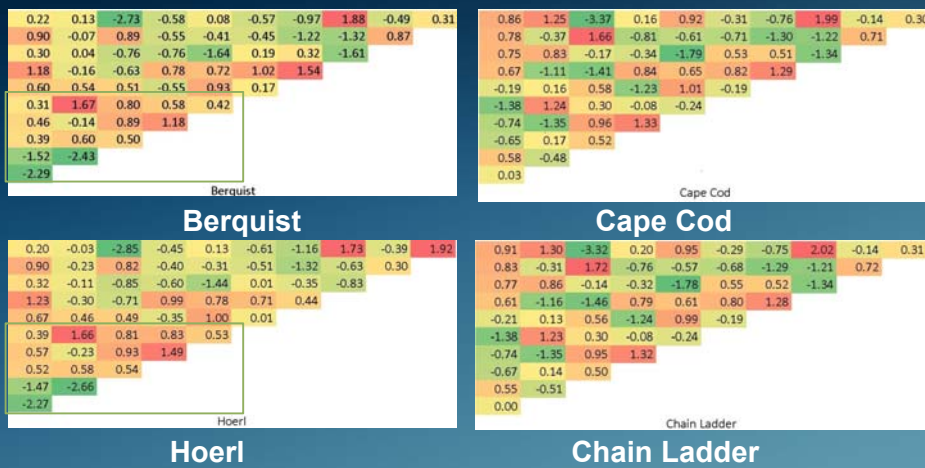 0.22 0.13 -2.73 -0.58 0.08 -0.57 -0.97 1.88 -0.49 0.31
0.90 -0.07 0.89 -0.55 -0.41 -0.45 -1.22 -1.32 0.87
0.30 0.04 -0.76 -0.76 -1.64 0.19 0.32 -1.61
1.18 -0.16 -0.63 0.78 0.72 1.02 1.54
0.60 0.54 0.51 -0.55 0.93 0.17
0.31 1.67 0.80 0.58 0.42
0.46 -0.14 0.89 1.18
0.39 0.60 0.50
-1.52 -2.43
-2.29
Berquist
Berquist
0.86 1.25 -3.37 0.16 0.92 -0.31 -0.76 1.99 -0.14 0.30
0.78 -0.37 1.66 -0.81 -0.61 -0.71 -1.30 -1.22 0.71
0.75 0.83 -0.17 -0.34 -1.79 0.53 0.51 -1.34
0.67 -1.11 -1.41 0.84 0.65 0.82 1.29
-0.19 0.16 0.58 -1.23 1.01 -0.19
-1.38 1.24 0.30 -0.08 -0.24
-0.74 -1.35 0.96 1.33
-0.65 0.17 0.52
0.58 -0.48
0.03
Cape Cod
Cape Cod
0.20 -0.03 -2.85 -0.45 0.13 -0.61 -1.16 1.73 -0.39 1.92
0.90 -0.23 0.82 -0.40 -0.31 -0.51 -1.32 -0.63 0.30
0.32 -0.11 -0.85 -0.60 -1.44 0.01 -0.35 -0.83
1.23 -0.30 -0.71 0.99 0.78 0.71 0.44
0.67 0.46 0.49 -0.35 1.00 0.01
0.39 1.66 0.81 0.83 0.53
0.57 -0.23 0.93 1.49
0.52 0.58 0.54
-1.47 -2.66
-2.27
Hoerl
Hoerl
0.91 1.30 -3.32 0.20 0.95 -0.29 -0.75 2.02 -0.14 0.31
0.83 -0.31 1.72 -0.76 -0.57 -0.68 -1.29 -1.21 0.72
0.77 0.86 -0.14 -0.32 -1.78 0.55 0.52 -1.34
0.61 -1.16 -1.46 0.79 0.61 0.80 1.28
-0.21 0.13 0.56 -1.24 0.99 -0.19
-1.38 1.23 0.30 -0.08 -0.24
-0.74 -1.35 0.95 1.32
-0.67 0.14 0.50
0.55 -0.51
0.00
Chain Ladder
Chain Ladder